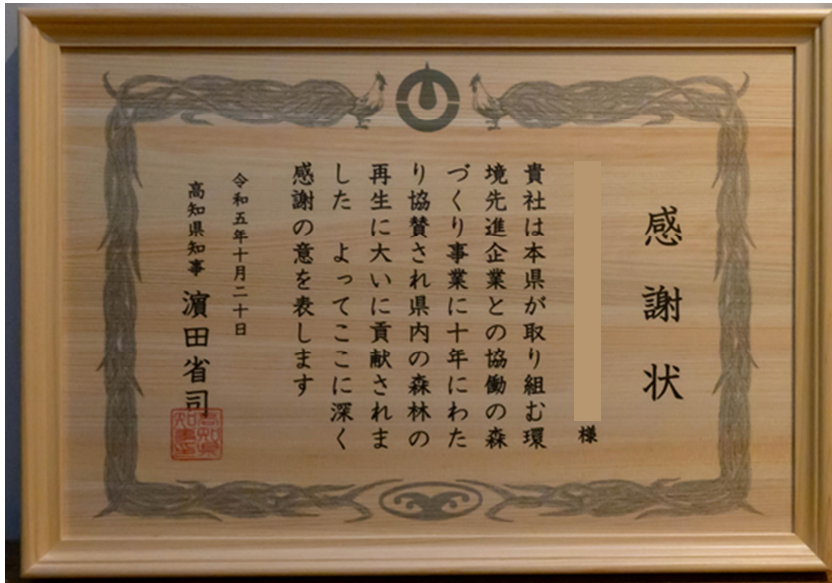 感謝状
様
貴社は本県が取り組む環
境先進企業との協働の森
づくり事業に十年にわた
り協賛され県内の森林の
再生に大いに貢献されま
した よってここに深く
感謝の意を表します
令和五年十月二十日
高知県知事 濵田省司